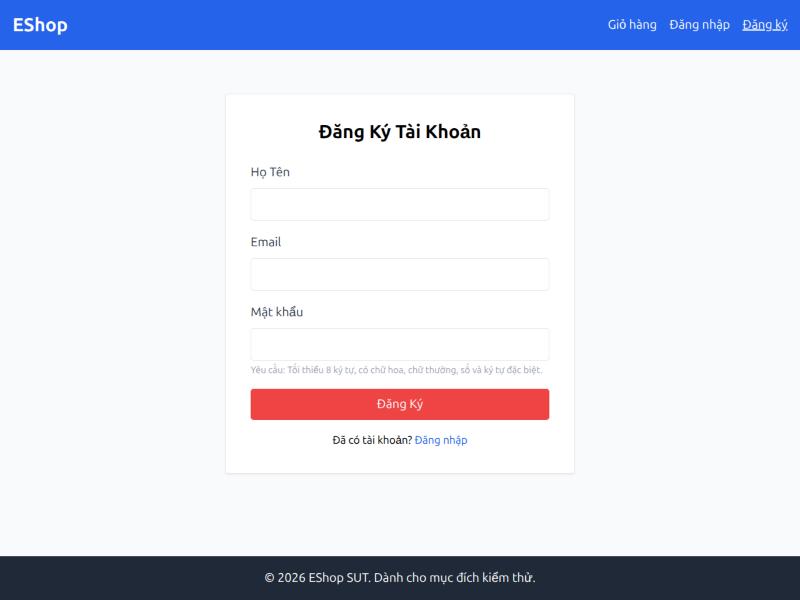 EShop
Giỏ hàng Đăng nhập Đăng ký
Đăng Ký Tài Khoản
Họ Tên
Email
Mật khẩu
Yêu cầu: Tối thiểu 8 ký tự, có chữ hoa, chữ thường, số và ký tự đặc biệt.
Đăng Ký
Đã có tài khoản? Đăng nhập
© 2026 EShop SUT. Dành cho mục đích kiểm thử.